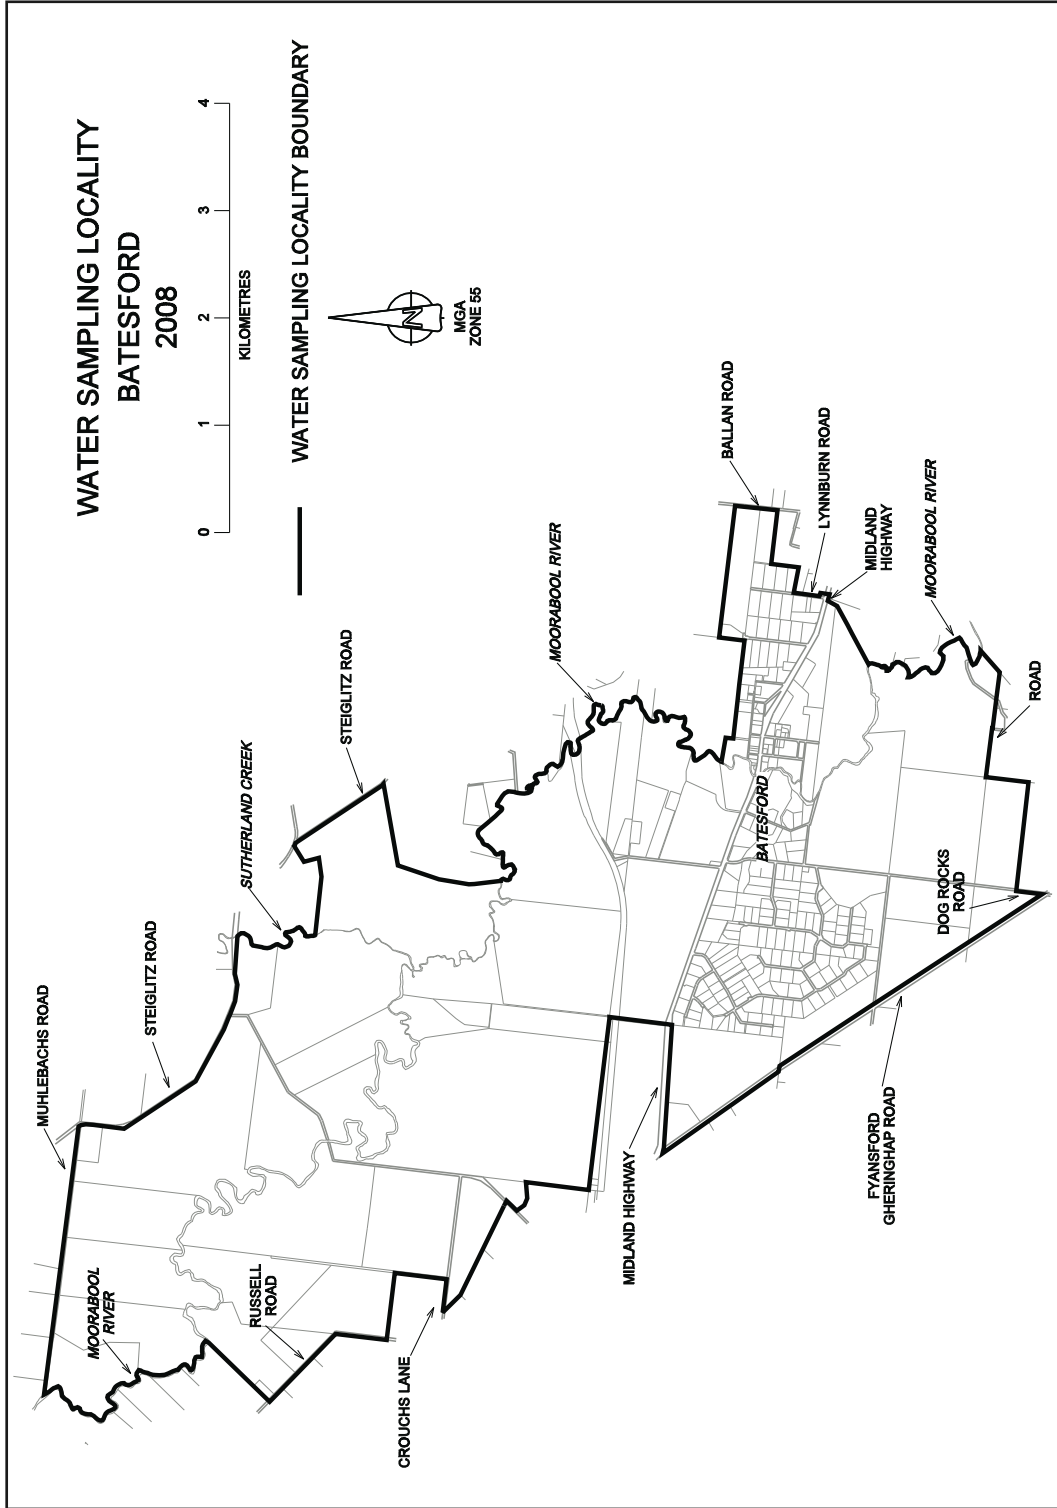 WATER SAMPLING LOCALITY
BATESFORD
2008
0 1 2 3 4
KILOMETRES
WATER SAMPLING LOCALITY BOUNDARY
N
MGA
ZONE 55
MUHLEBACHS ROAD
STEIGLITZ ROAD
SUTHERLAND CREEK
STEIGLITZ ROAD
MOORABOOL RIVER
BALLAN ROAD
LYNNBURN ROAD
MIDLAND
HIGHWAY
MOORABOOL RIVER
ROAD
BATESFORD
DOG ROCKS
ROAD
FYANSFORD
GHERINGHAP ROAD
MIDLAND HIGHWAY
CROUCHS LANE
RUSSELL
ROAD
MOORABOOL
RIVER